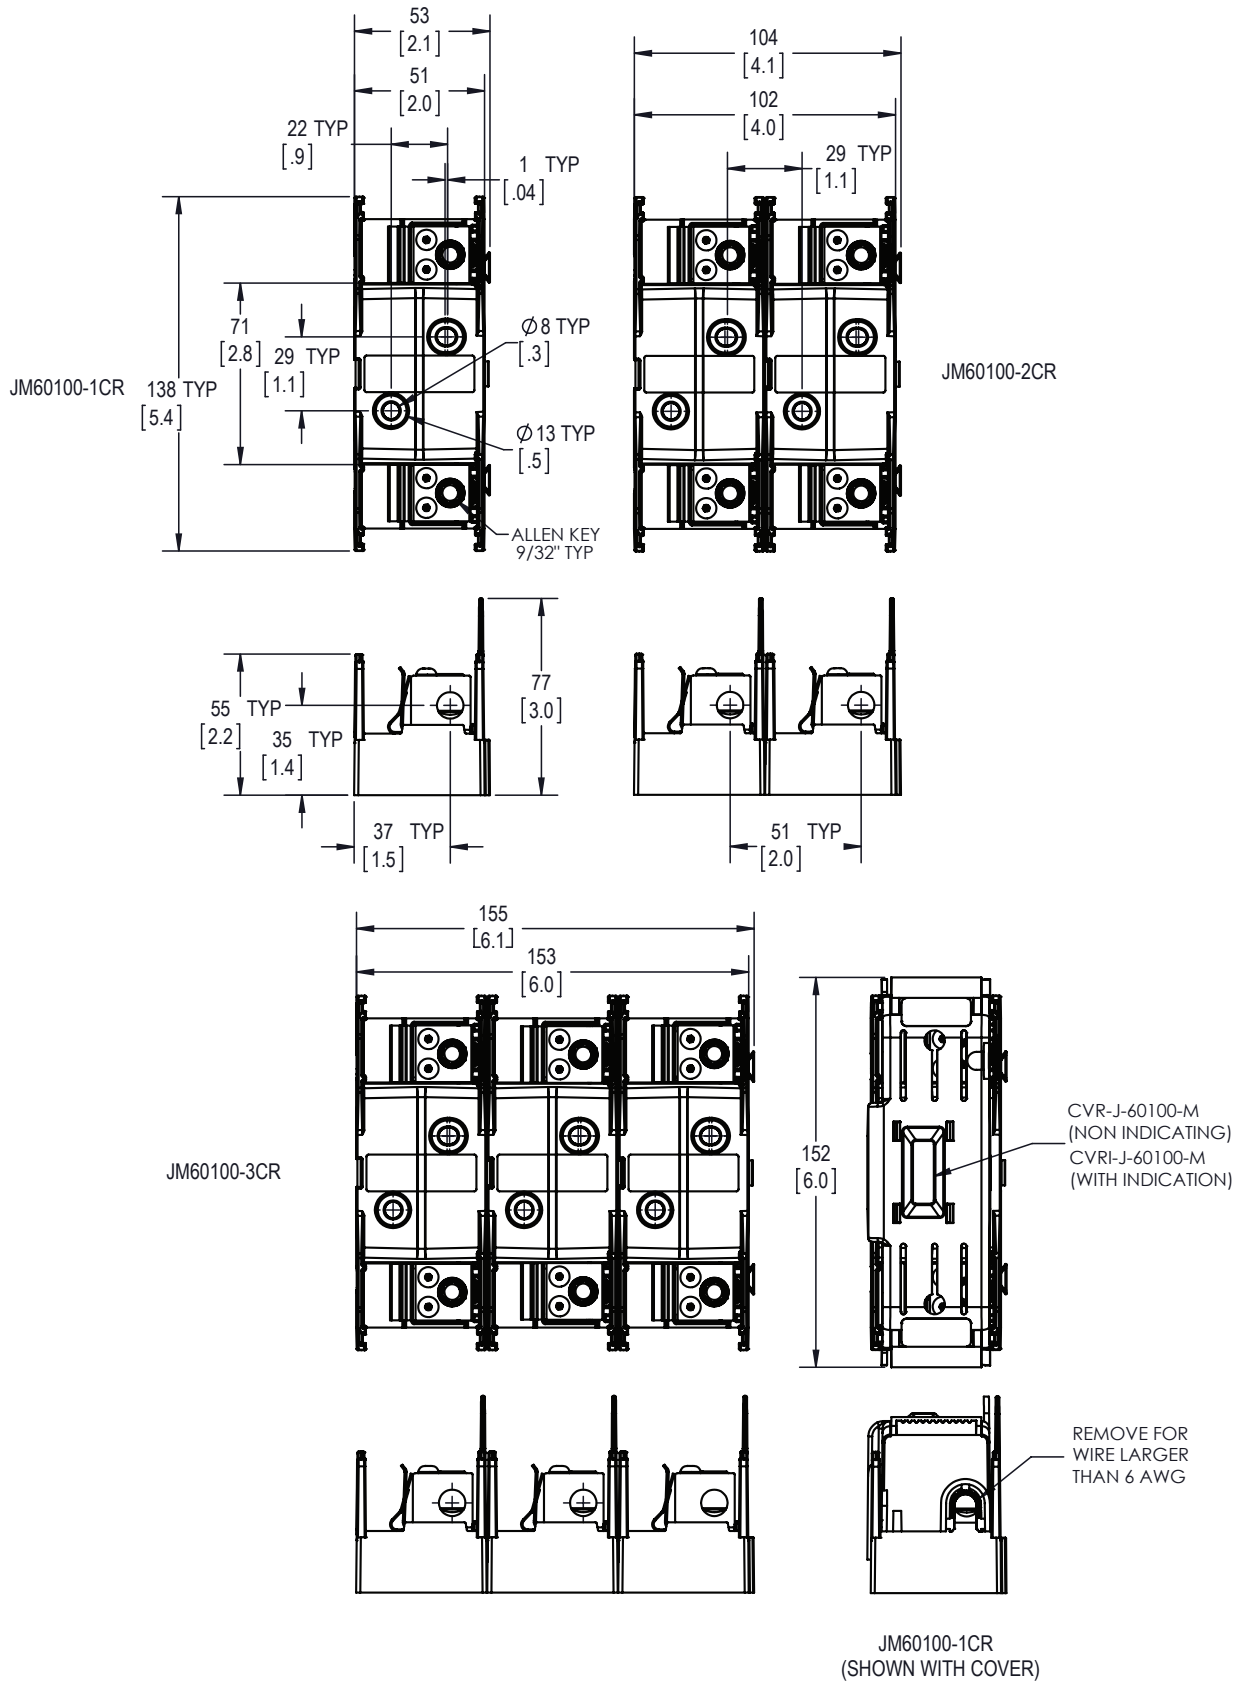 53
[2.1]
51
[2.0]
22 TYP
[.9]
1 TYP
[.04]
71
[2.8]
29 TYP
[1.1]
138 TYP
[5.4]
JM60100-1CR
Ø8 TYP
[.3]
Ø13 TYP
[.5]
ALLEN KEY
9/32" TYP
104
[4.1]
102
[4.0]
29 TYP
[1.1]
JM60100-2CR
55 TYP
[2.2]
35 TYP
[1.4]
77
[3.0]
37 TYP
[1.5]
51 TYP
[2.0]
155
[6.1]
153
[6.0]
JM60100-3CR
152
[6.0]
CVR-J-60100-M
(NON INDICATING)
CVRI-J-60100-M
(WITH INDICATION)
REMOVE FOR
WIRE LARGER
THAN 6 AWG
JM60100-1CR
(SHOWN WITH COVER)